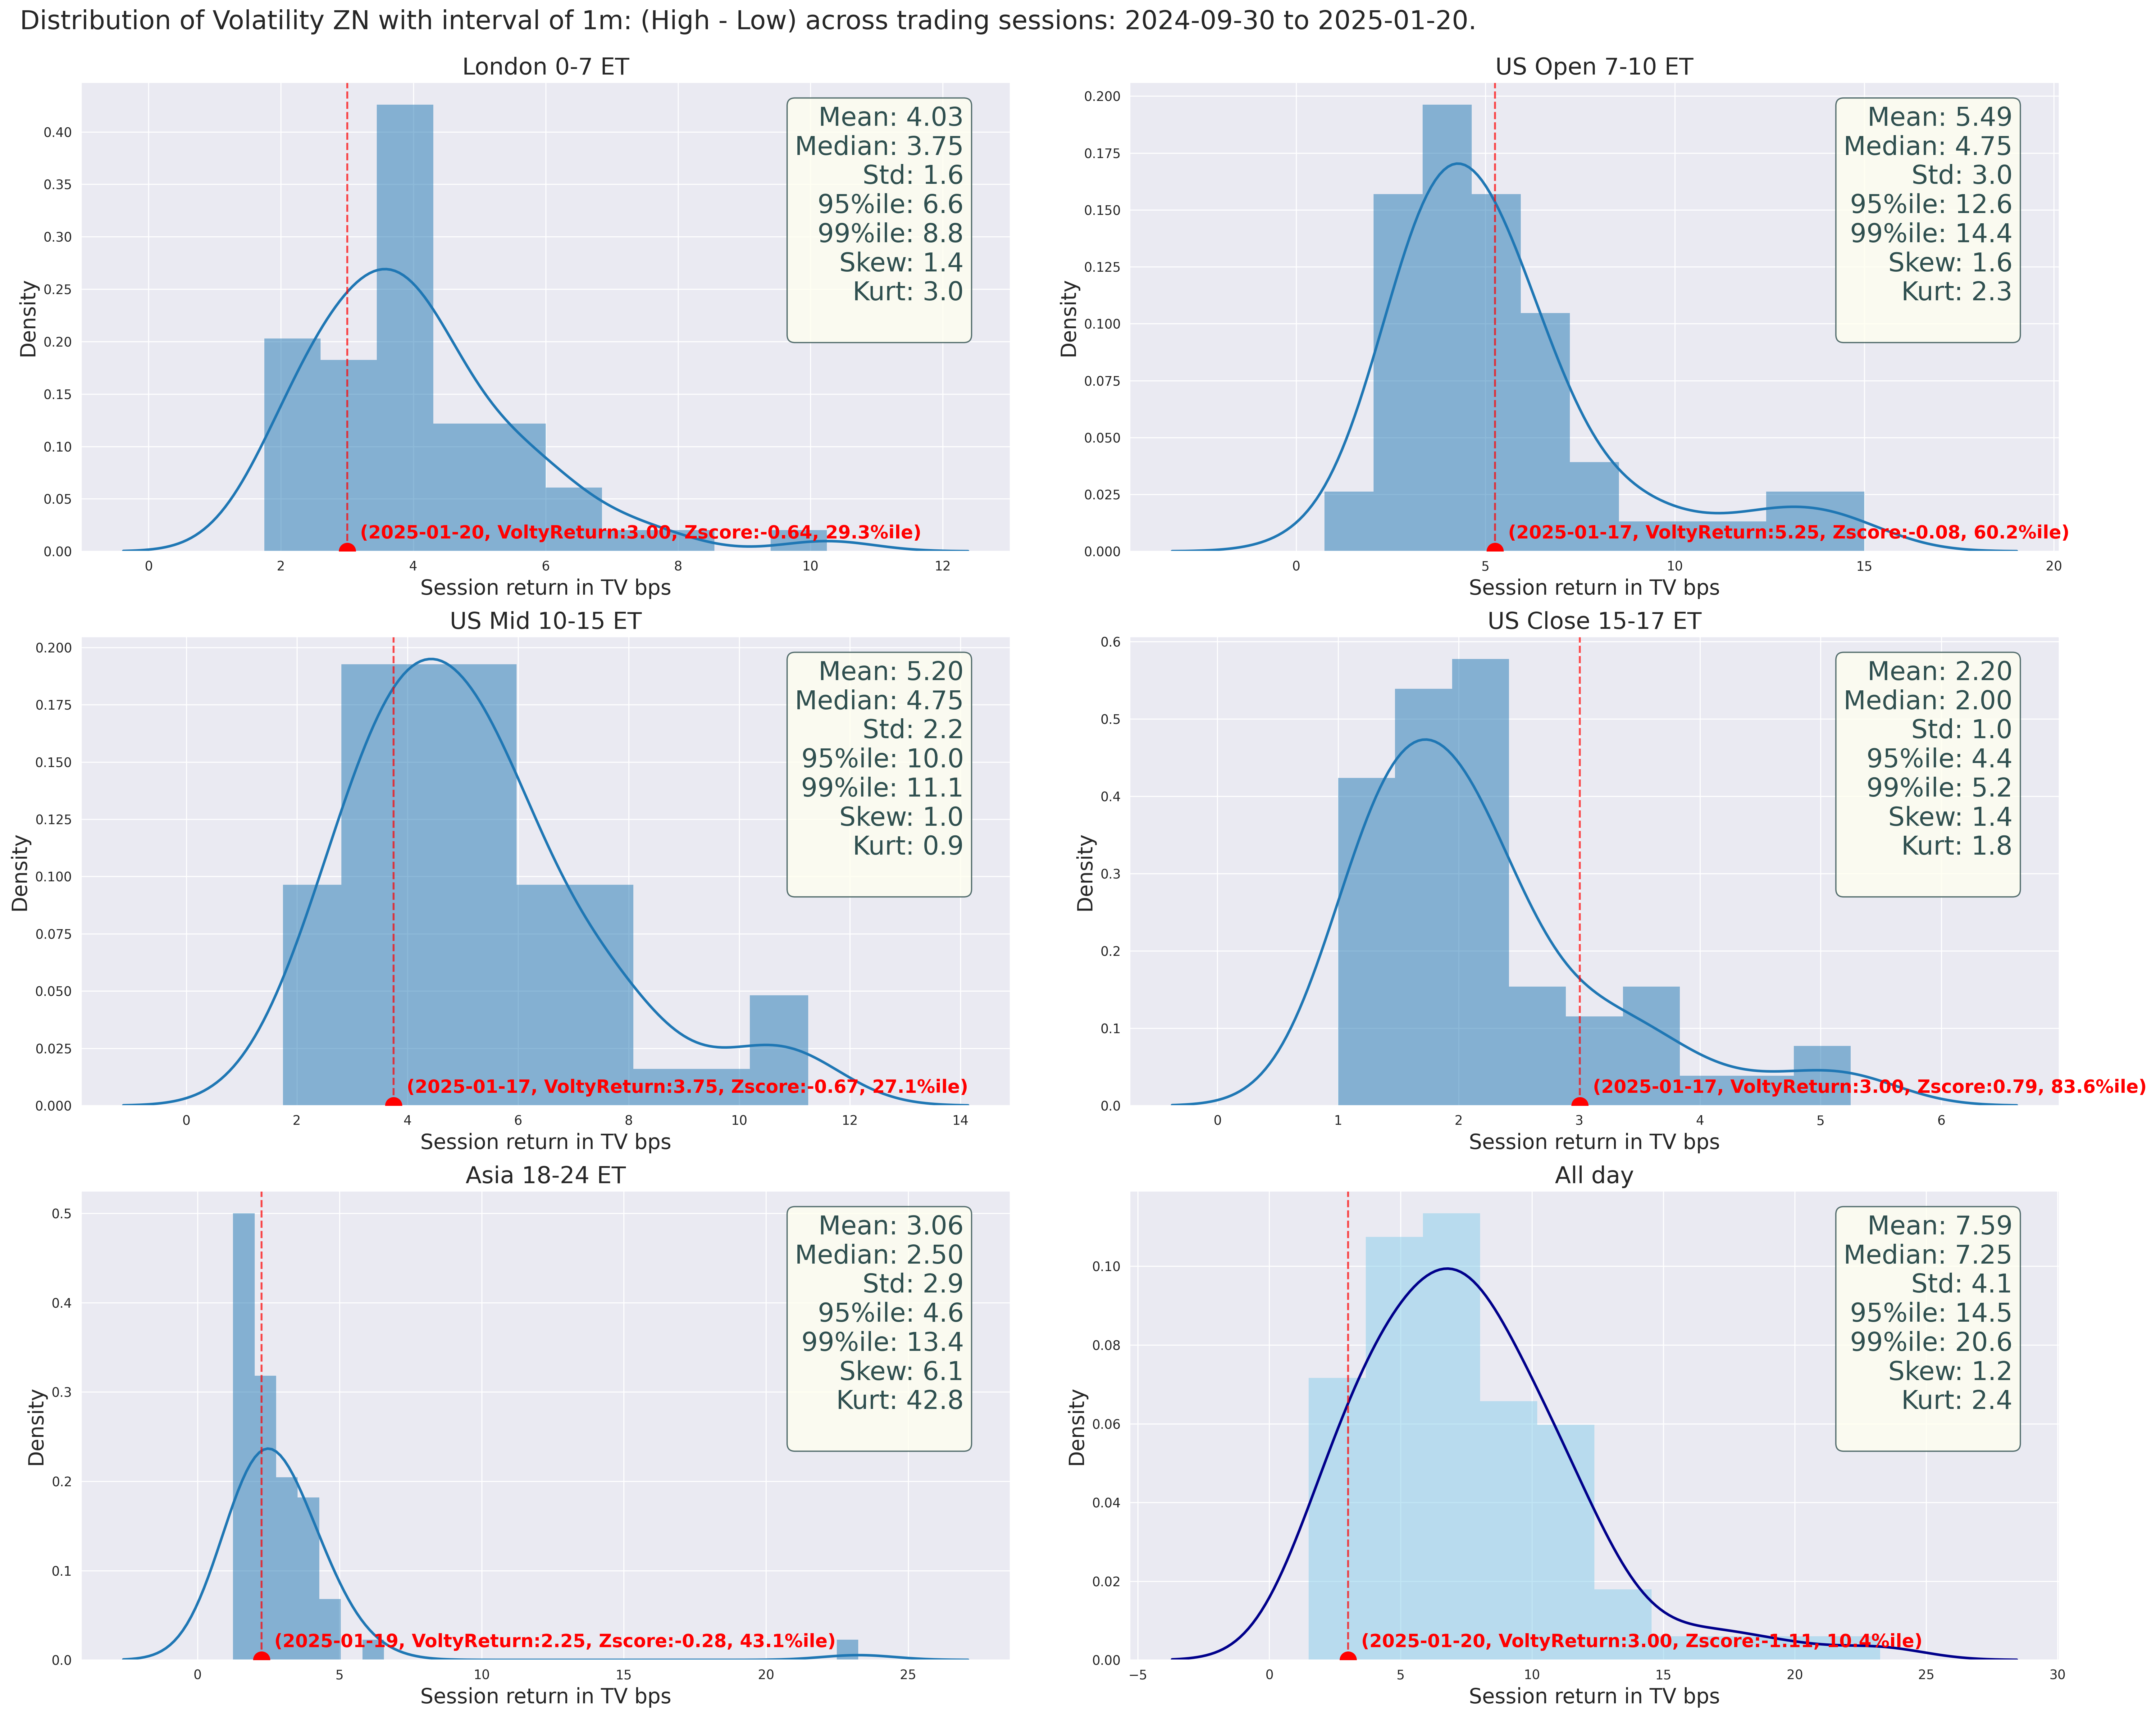 Distribution of Volatility ZN with interval of 1m: (High - Low) across trading sessions: 2024-09-30 to 2025-01-20.
London 0-7 ET
Density
0.40
0.35
0.30
0.25
0.20
0.15
0.10
0.05
0.00
Mean: 4.03
Median: 3.75
Std: 1.6
95%ile: 6.6
99%ile: 8.8
Skew: 1.4
Kurt: 3.0
(2025-01-20, VoltyReturn:3.00, Zscore:-0.64, 29.3%ile)
0 2 4 6 8 10 12
Session return in TV bps
US Open 7-10 ET
Density
0.200
0.175
0.150
0.125
0.100
0.075
0.050
0.025
0.000
Mean: 5.49
Median: 4.75
Std: 3.0
95%ile: 12.6
99%ile: 14.4
Skew: 1.6
Kurt: 2.3
(2025-01-17, VoltyReturn:5.25, Zscore:-0.08, 60.2%ile)
0 5 10 15 20
Session return in TV bps
US Mid 10-15 ET
Density
0.200
0.175
0.150
0.125
0.100
0.075
0.050
0.025
0.000
Mean: 5.20
Median: 4.75
Std: 2.2
95%ile: 10.0
99%ile: 11.1
Skew: 1.0
Kurt: 0.9
(2025-01-17, VoltyReturn:3.75, Zscore:-0.67, 27.1%ile)
0 2 4 6 8 10 12 14
Session return in TV bps
US Close 15-17 ET
Density
0.6
0.5
0.4
0.3
0.2
0.1
0.0
Mean: 2.20
Median: 2.00
Std: 1.0
95%ile: 4.4
99%ile: 5.2
Skew: 1.4
Kurt: 1.8
(2025-01-17, VoltyReturn:3.00, Zscore:0.79, 83.6%ile)
0 1 2 3 4 5 6
Session return in TV bps
Asia 18-24 ET
Density
0.5
0.4
0.3
0.2
0.1
0.0
Mean: 3.06
Median: 2.50
Std: 2.9
95%ile: 4.6
99%ile: 13.4
Skew: 6.1
Kurt: 42.8
(2025-01-19, VoltyReturn:2.25, Zscore:-0.28, 43.1%ile)
0 5 10 15 20 25
Session return in TV bps
All day
Density
0.10
0.08
0.06
0.04
0.02
0.00
Mean: 7.59
Median: 7.25
Std: 4.1
95%ile: 14.5
99%ile: 20.6
Skew: 1.2
Kurt: 2.4
(2025-01-20, VoltyReturn:3.00, Zscore:-1.11, 10.4%ile)
−5 0 5 10 15 20 25 30
Session return in TV bps